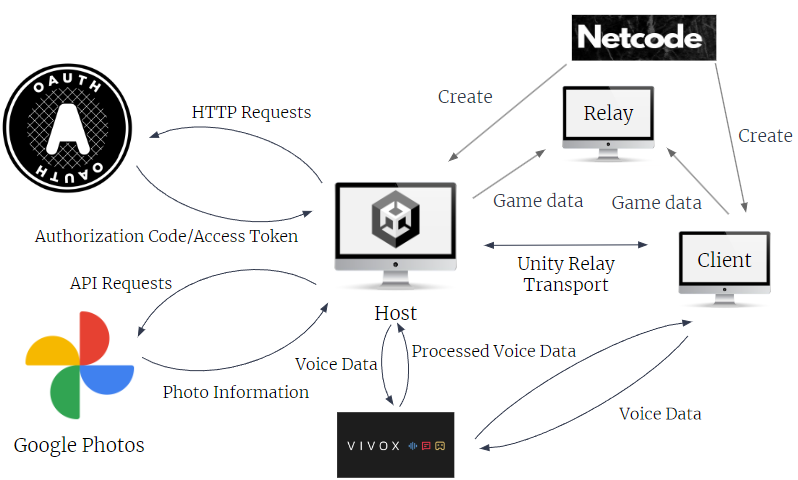 Netcode
OAUTH
A
OAUTH
HTTP Requests
Create
Relay
Create
Authorization Code/Access Token
Game data
Game data
API Requests
Unity Relay
Transport
Client
Host
Voice Data
Processed Voice Data
Photo Information
Voice Data
Google Photos
VIVOX